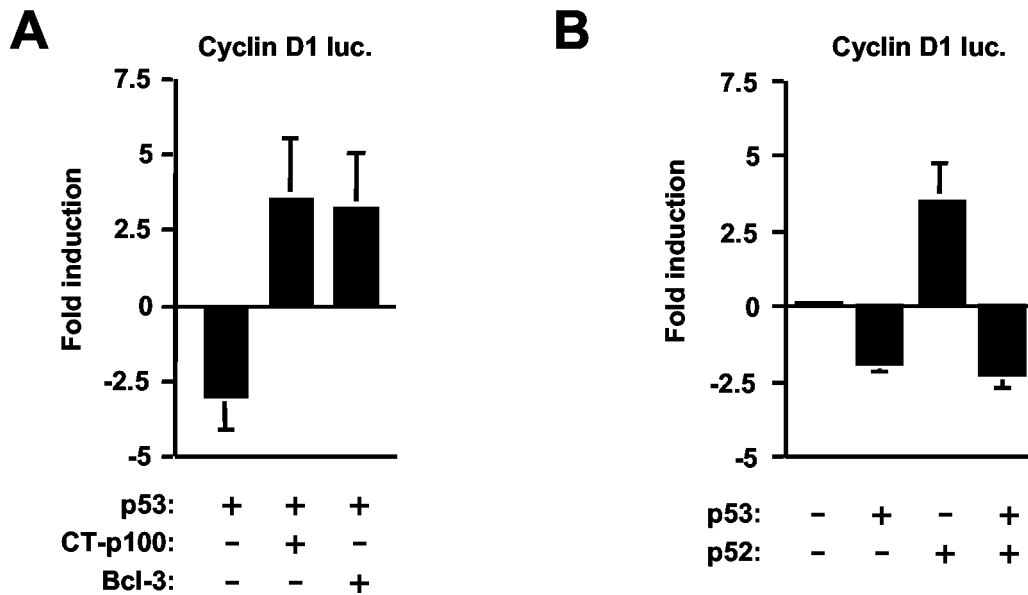 A
Cyclin D1 luc.
Fold induction
7.5
5
2.5
0
-2.5
-5
p53: + + +
CT-p100: - + -
Bcl-3: - - +
B
Cyclin D1 luc.
Fold induction
7.5
5
2.5
0
-2.5
-5
p53: - + - +
p52: - - + +